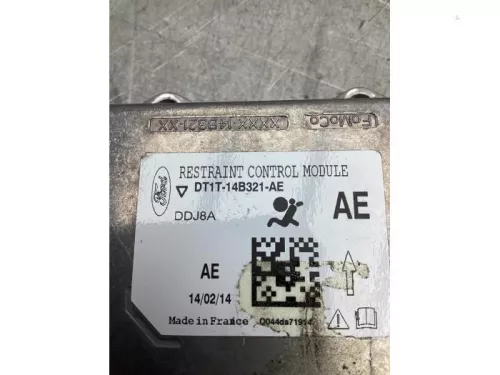 XXXX-14B321-XX FoMoCo
Ford
RESTRAINT CONTROL MODULE
DT1T-14B321-AE
DDJ8A
AE
AE
14/02/14
Made in France